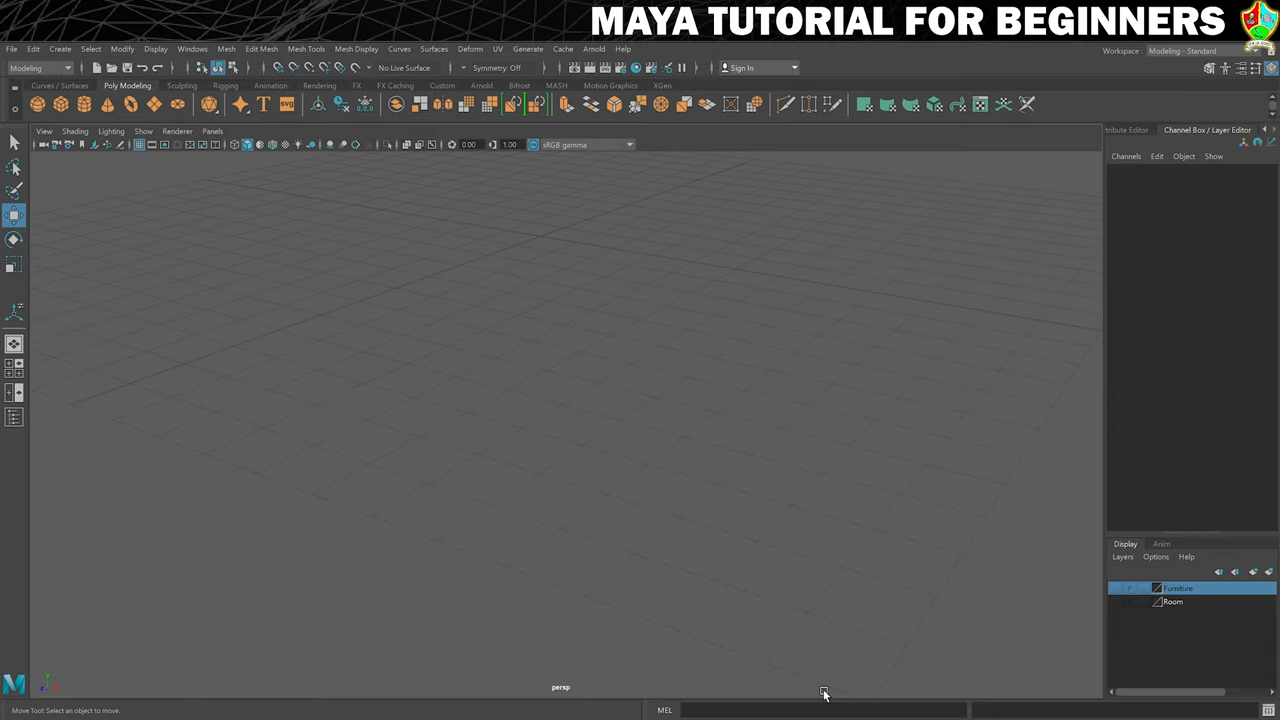 MAYA TUTORIAL FOR BEGINNERS
File Edit Create Select Modify Display Windows Mesh Edit Mesh Mesh Tools Mesh Display Curves Surfaces Deform UV Generate Cache Arnold Help
Workspace : Modeling - Standard
Modeling No Live Surface Symmetry: Off Sign In
Curves / Surfaces Poly Modeling Sculpting Rigging Animation Rendering FX FX Caching Custom Arnold Bifrost MASH Motion Graphics XGen
svg
View Shading Lighting Show Renderer Panels
tribute Editor Channel Box / Layer Editor
0.00 1.00 sRGB gamma
Channels Edit Object Show
Display Anim
Layers Options Help
P Furniture
Room
y
persp
Move Tool: Select an object to move. MEL